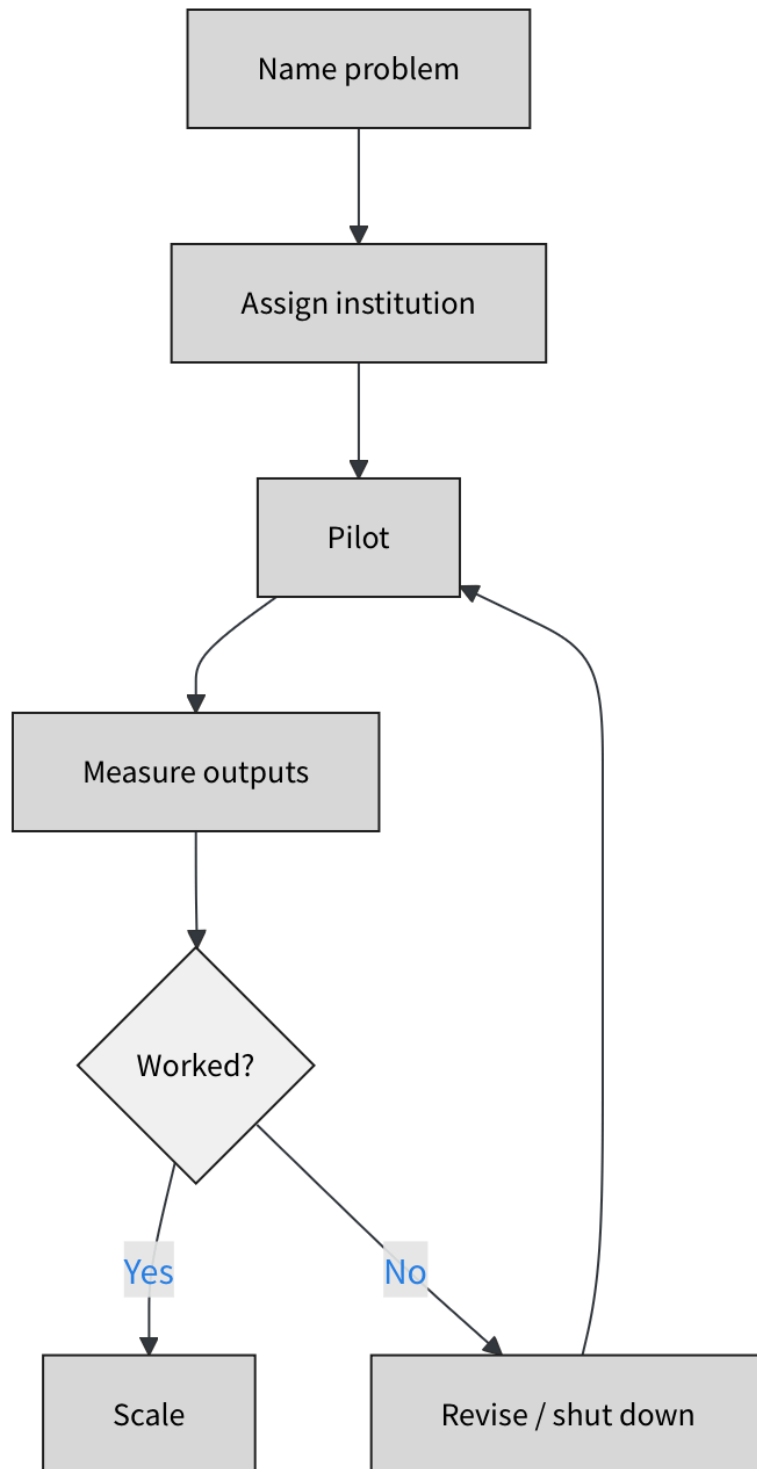 Name problem
Assign institution
Pilot
Measure outputs
Worked?
Yes
No
Scale
Revise / shut down